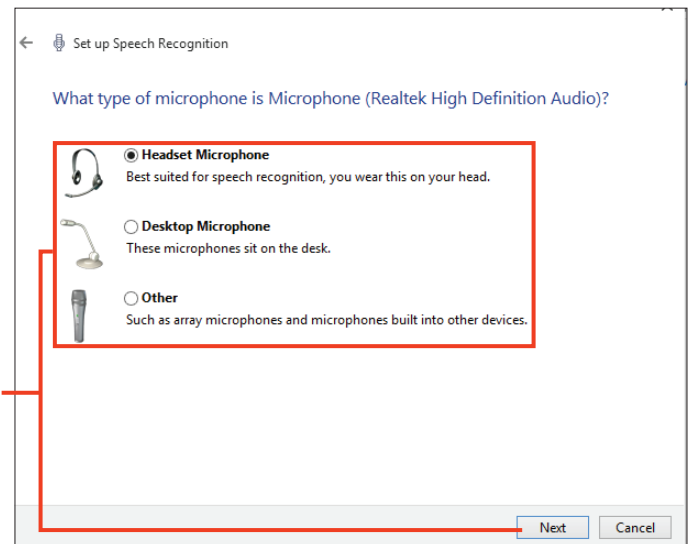 Set up Speech Recognition
What type of microphone is Microphone (Realtek High Definition Audio)?
Headset Microphone
Best suited for speech recognition, you wear this on your head.
Desktop Microphone
These microphones sit on the desk.
Other
Such as array microphones and microphones built into other devices.
Next Cancel